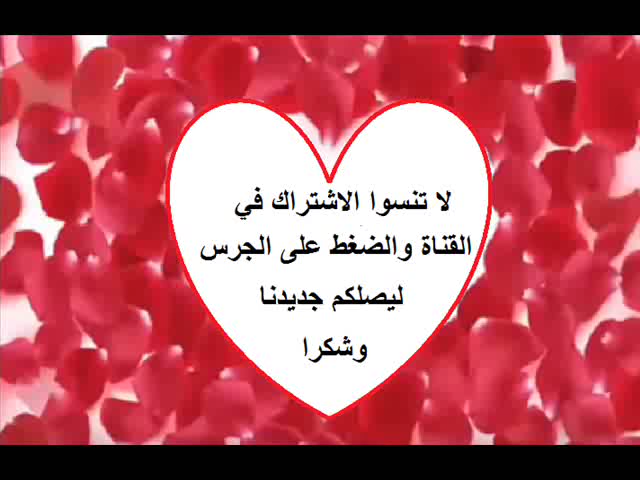 لا تنسوا الاشتراك في
القناة والضغط على الجرس
ليصلكم جديدنا
وشكرا